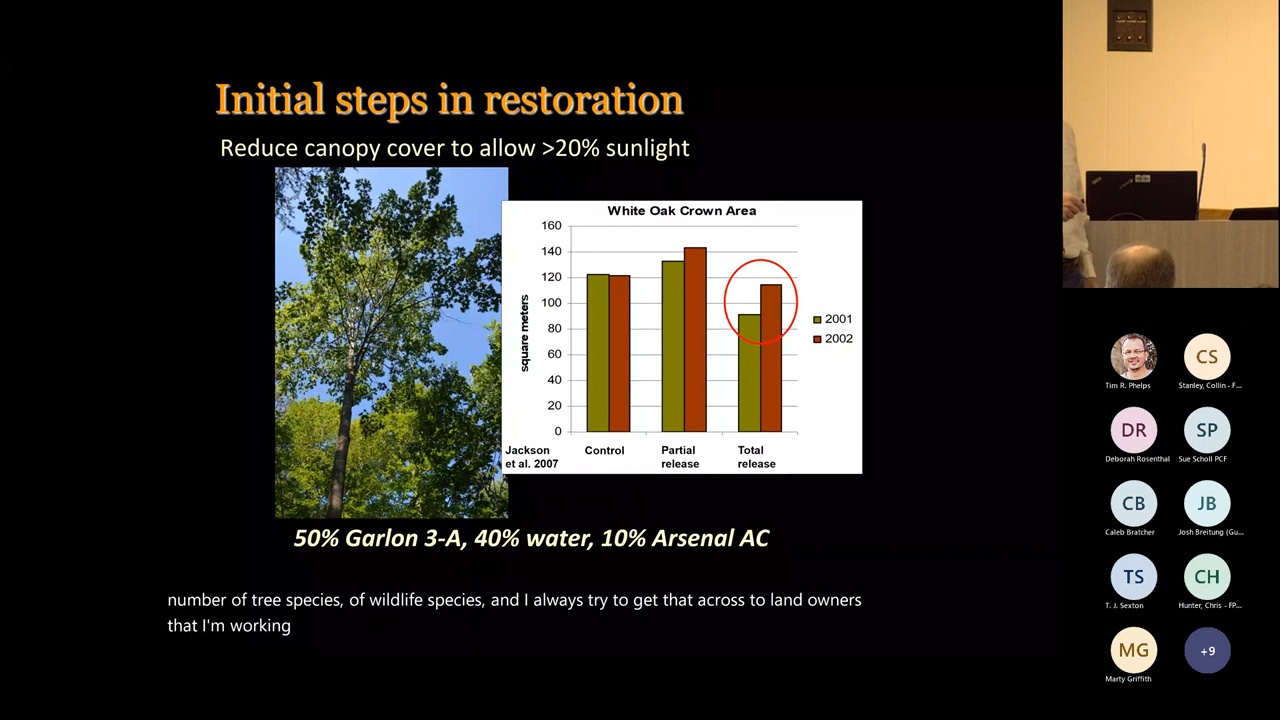 Initial steps in restoration
Reduce canopy cover to allow >20% sunlight
White Oak Crown Area
160
140
120
100
80
60
40
20
0
square meters
2001
2002
Jackson
et al. 2007
Control
Partial
release
Total
release
50% Garlon 3-A, 40% water, 10% Arsenal AC
number of tree species, of wildlife species, and I always try to get that across to land owners
that I'm working
Tim R. Phelps
CS
Stanley, Collin - F...
DR
Deborah Rosenthal
SP
Sue Scholl PCF
CB
Caleb Bratcher
JB
Josh Breitung (Gu...
TS
T. J. Sexton
CH
Hunter, Chris - FP...
MG
Marty Griffith
+9